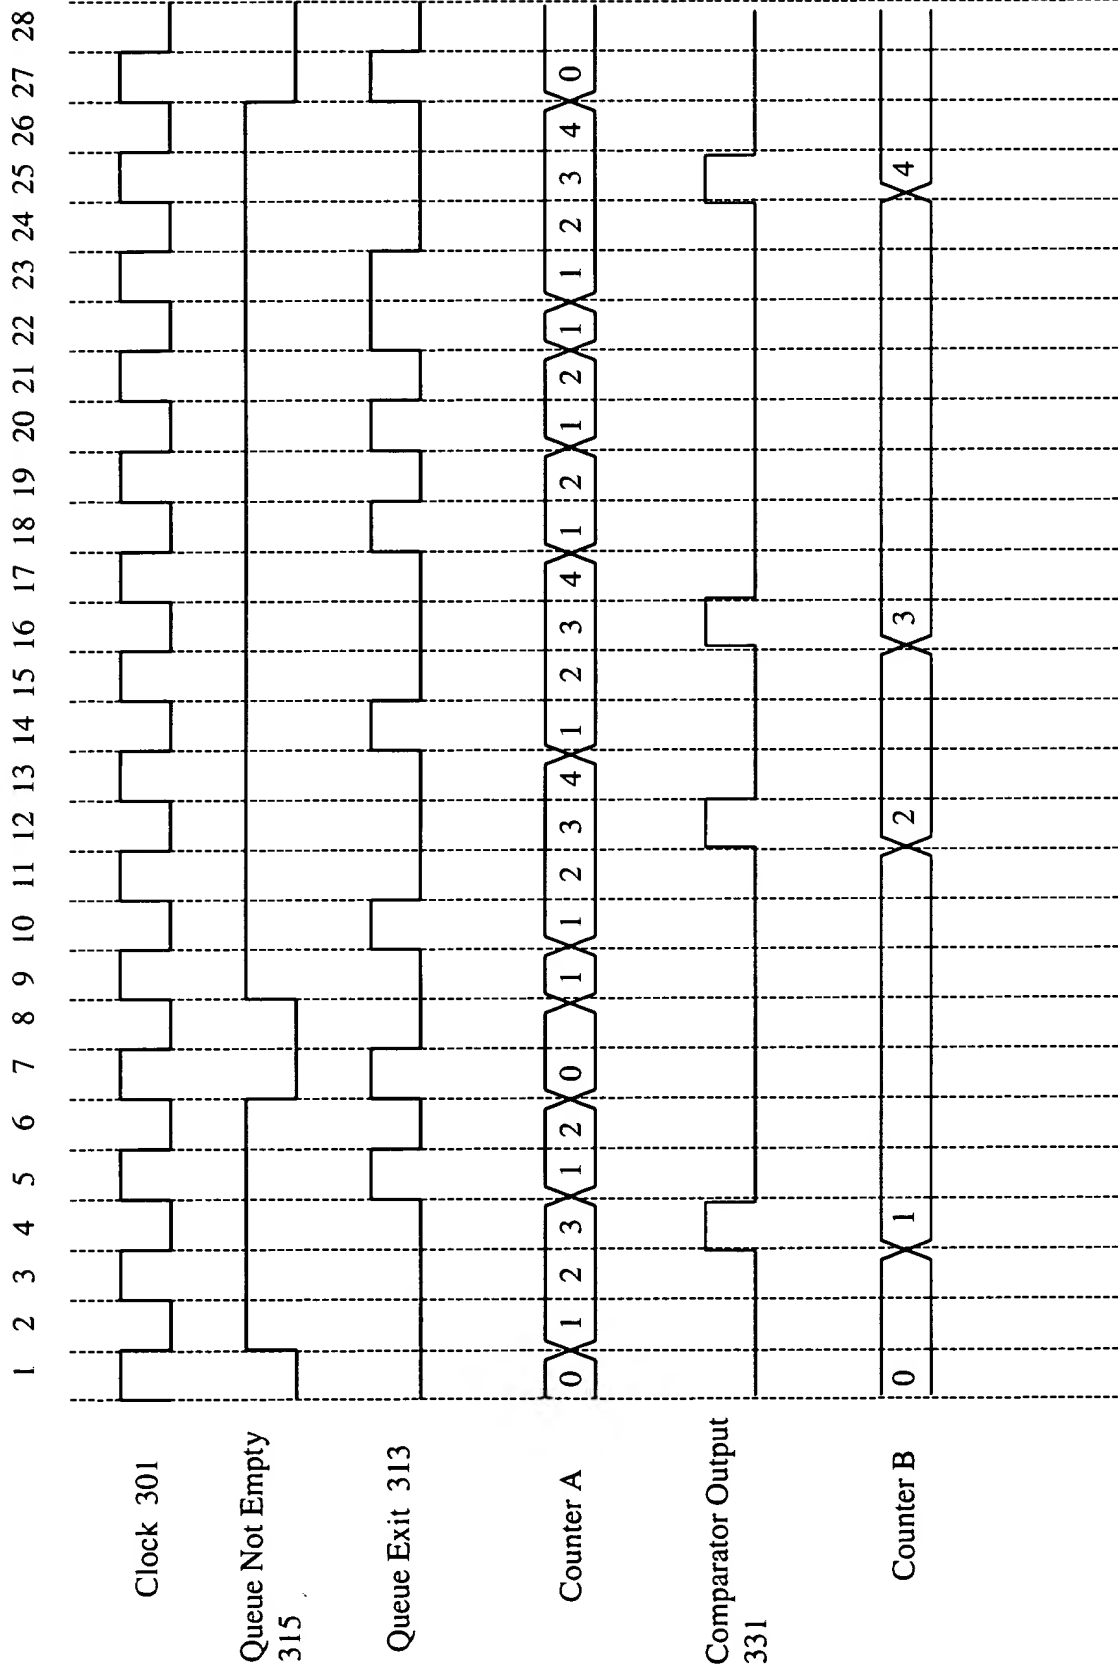 1 2 3 4 5 6 7 8 9 10 11 12 13 14 15 16 17 18 19 20 21 22 23 24 25 26 27 28
Clock 301
Queue Not Empty
315
Queue Exit 313
Counter A 0 1 2 3 1 2 0 1 1 2 3 4 1 2 3 4 1 2 1 2 1 1 2 3 4 0
Comparator Output
331
Counter B 0 1 2 3 4